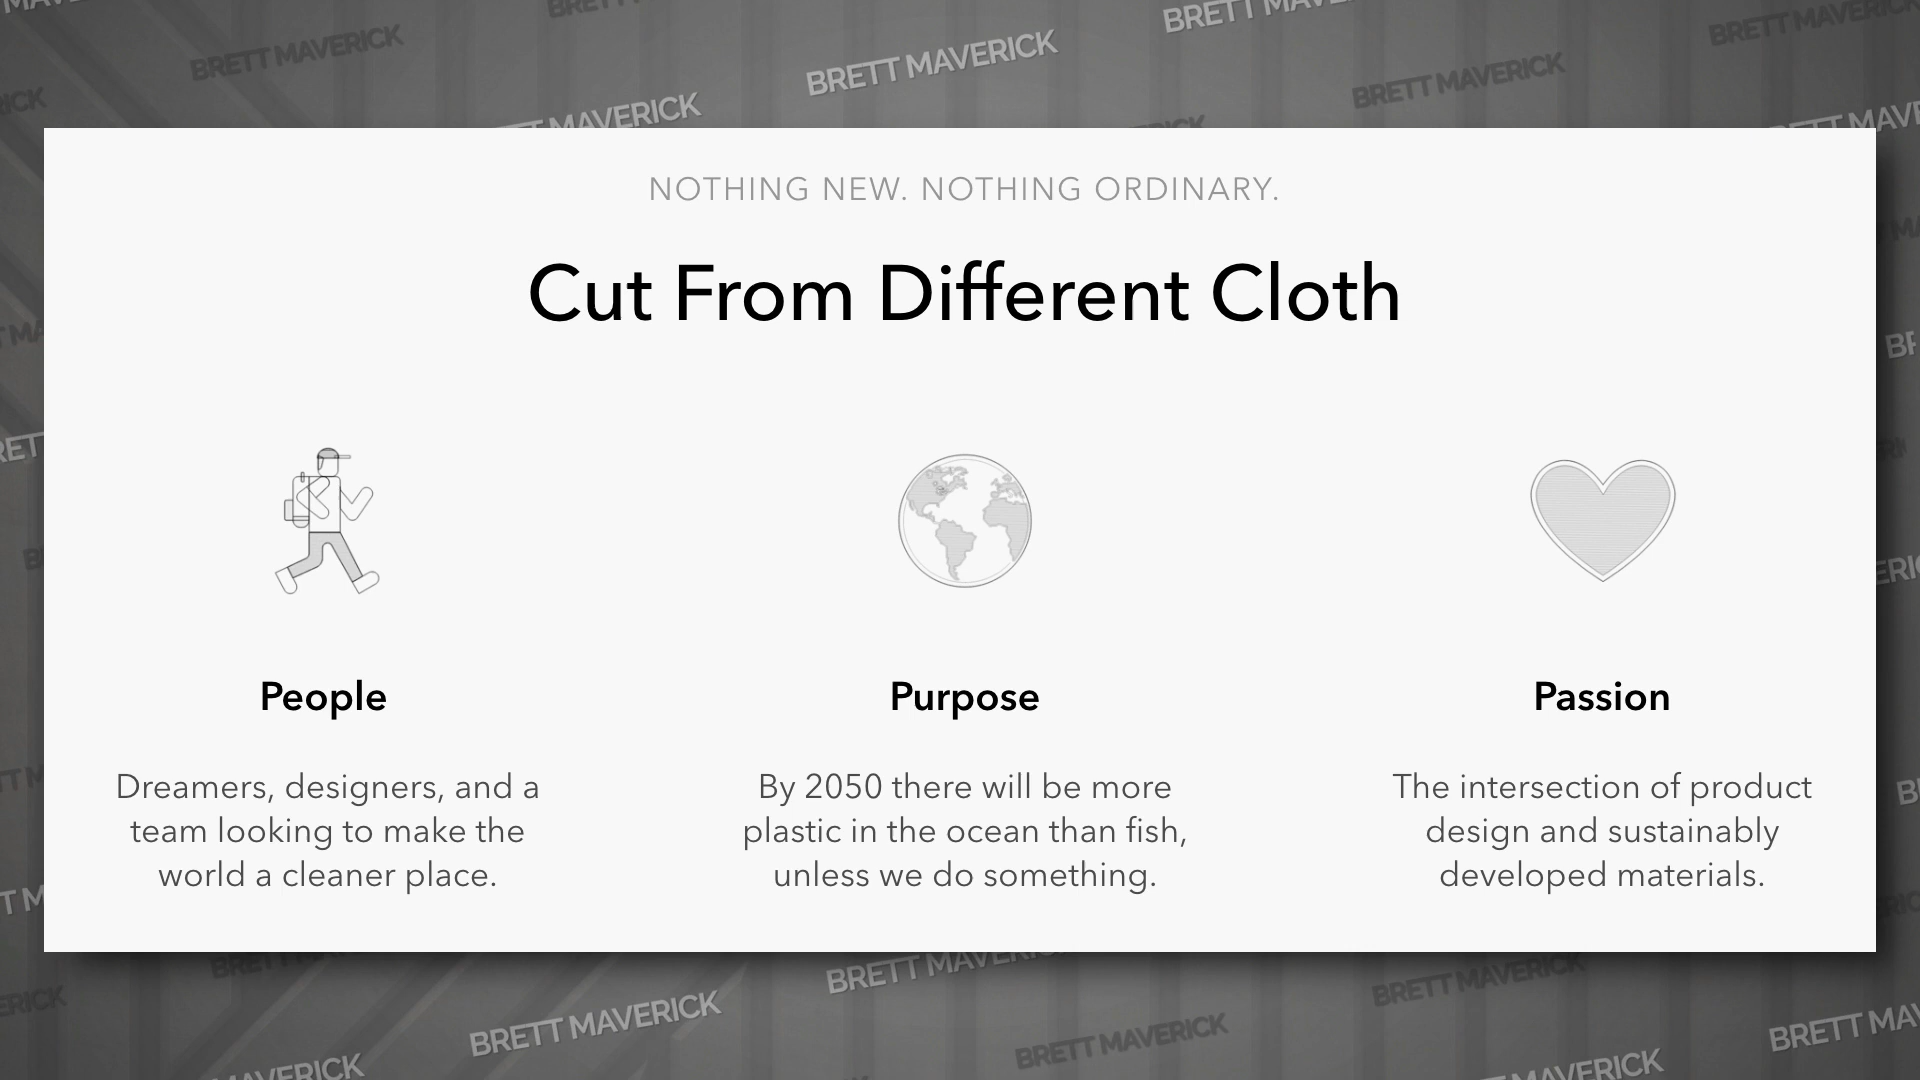 BRETT MAVERICK
BRETT MAVERICK
BRETT MAVERICK
NOTHING NEW. NOTHING ORDINARY.
Cut From Different Cloth
People
Purpose
Passion
Dreamers, designers, and a
team looking to make the
world a cleaner place.
By 2050 there will be more
plastic in the ocean than fish,
unless we do something.
The intersection of product
design and sustainably
developed materials.
BRETT MAVERICK
BRETT MAVERICK
BRETT MAVERICK
BRETT MAVERICK